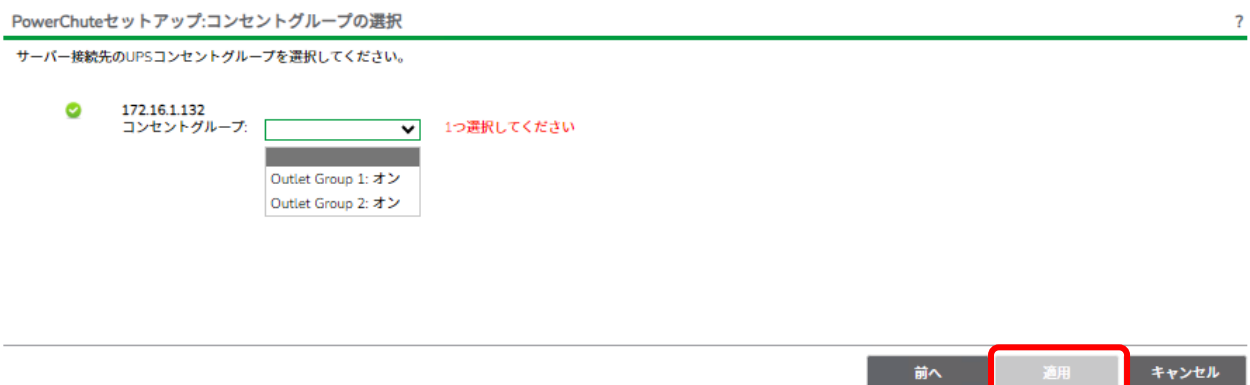 PowerChuteセットアップ:コンセントグループの選択 ?
サーバー接続先のUPSコンセントグループを選択してください。
172.16.1.132
コンセントグループ: 1つ選択してください
Outlet Group 1: オン
Outlet Group 2: オン
前へ 適用 キャンセル